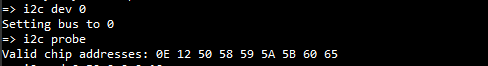 => i2c dev 0
Setting bus to 0
=> i2c probe
Valid chip addresses: 0E 12 50 58 59 5A 5B 60 65